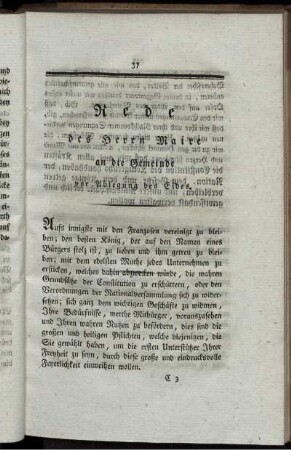 37
Rede
des Herrn Maire
an die Gemeinde
vor Ablegung des Eides.
Aufs innigste mit den Franzosen vereinigt zu blei-
ben; den besten König, der auf den Namen eines
Bürgers stolz ist, zu lieben und ihm getreu zu blei-
ben: mit dem edelsten Muthe jedes Unternehmen zu
ersticken, welches dahin abzwecken würde, die wahren
Grundsätze der Constitution zu erschüttern, oder den
Verordnungen der Nationalversammlung sich zu wider-
setzen; sich ganz dem wichtigen Geschäfte zu widmen,
Ihre Bedürfnisse, werthe Mitbürger, vorauszusehen
und Ihren wahren Nutzen zu befördern, dies sind die
großen und heiligen Pflichten, welche diejenigen, die
Sie gewählt haben, um die ersten Unterstützer Ihrer
Freyheit zu seyn, durch diese große und eindrucksvolle
Feyerlichkeit einweihen wollen.
C 3